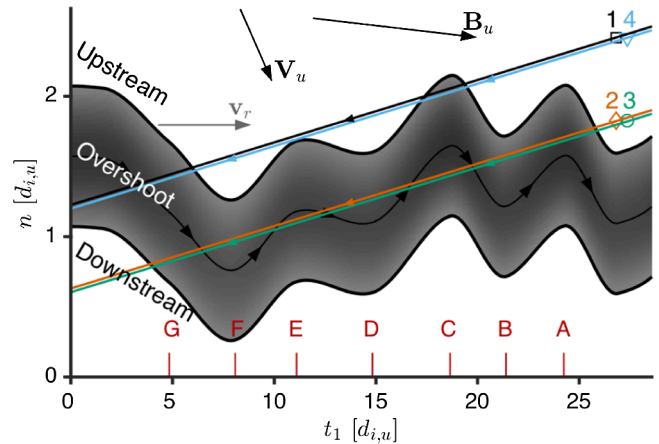 1 4
B_u
V_u
Upstream
v_r
2 3
2
Overshoot
n [d_{i,u}]
1
Downstream
G F E D C B A
0
0 5 10 15 20 25
t_1 [d_{i,u}]